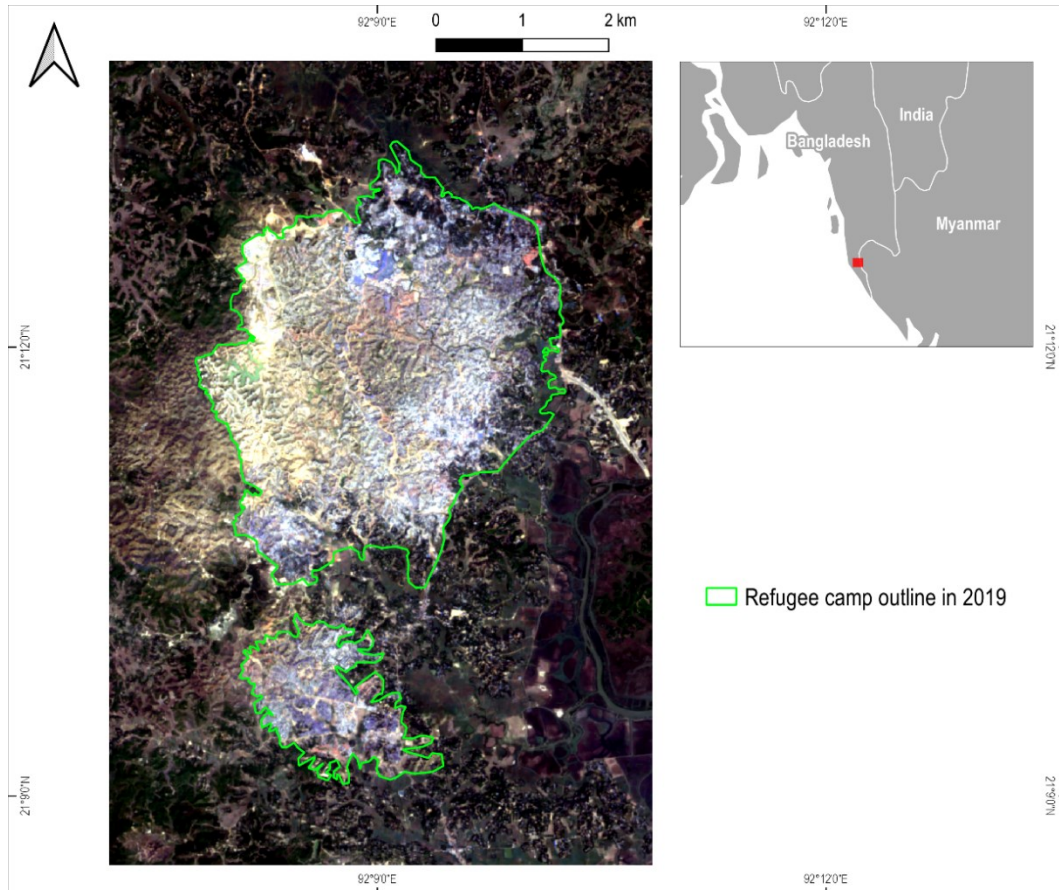 92°9'0"E
92°12'0"E
0 1 2 km
India
Bangladesh
Myanmar
21°12'0"N
21°12'0"N
Refugee camp outline in 2019
21°9'0"N
21°9'0"N
92°9'0"E
92°12'0"E